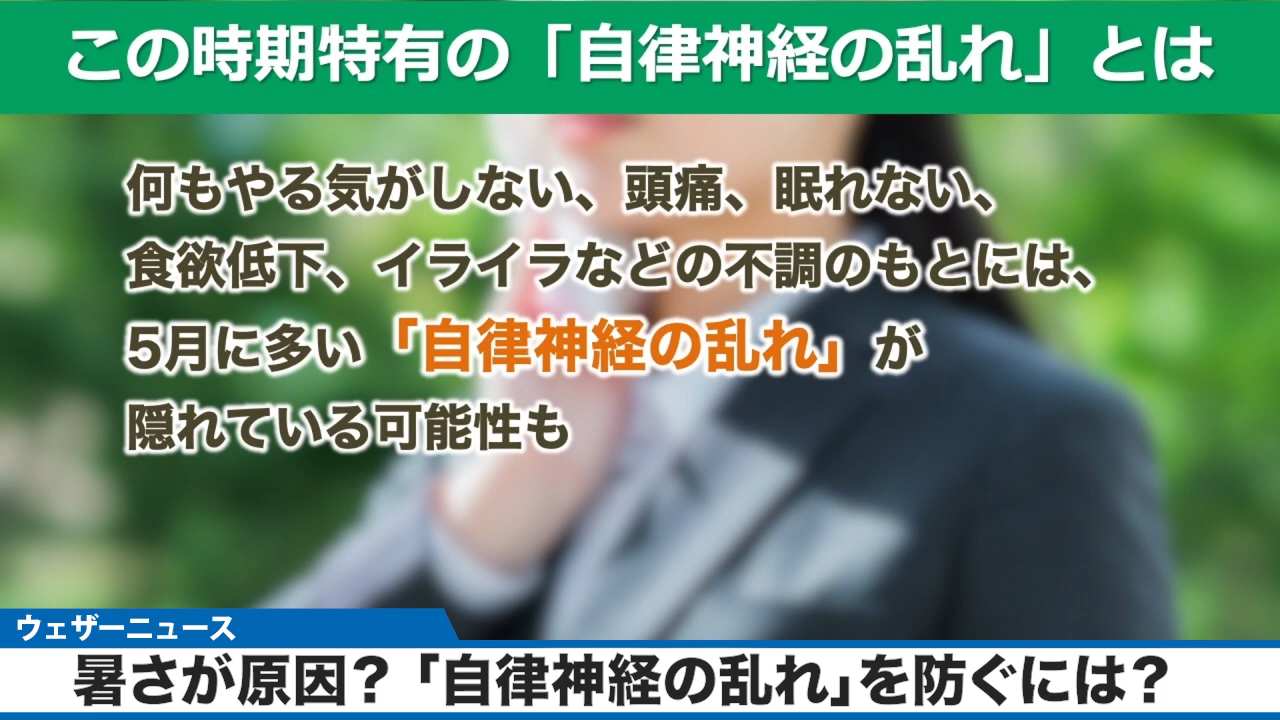 この時期特有の「自律神経の乱れ」とは
何もやる気がしない、頭痛、眠れない、
食欲低下、イライラなどの不調のもとには、
5月に多い「自律神経の乱れ」が
隠れている可能性も
ウェザーニュース
暑さが原因？「自律神経の乱れ」を防ぐには？